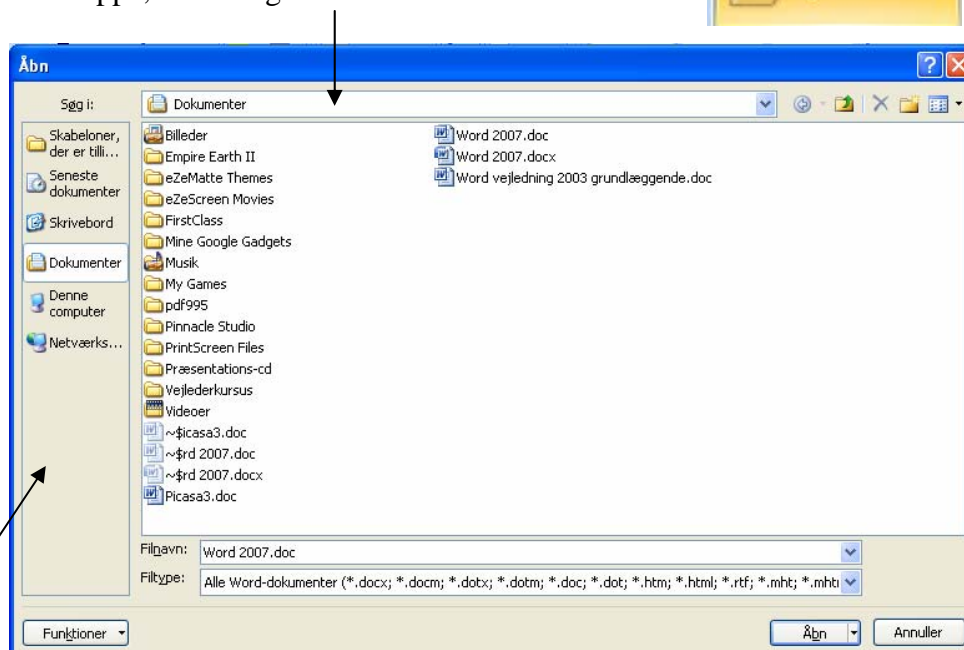 Åbn
Søg i:
Dokumenter
Skabeloner,
der er tilli...
Seneste
dokumenter
Skrivebord
Dokumenter
Denne
computer
Netværks...
Billeder
Empire Earth II
eZeMatte Themes
eZeScreen Movies
FirstClass
Mine Google Gadgets
Musik
My Games
pdf995
Pinnacle Studio
PrintScreen Files
Præsentations-cd
Vejlederkursus
Videoer
~$icasa3.doc
~$rd 2007.doc
~$rd 2007.docx
Picasa3.doc
Word 2007.doc
Word 2007.docx
Word vejledning 2003 grundlæggende.doc
Filnavn:
Word 2007.doc
Filtype:
Alle Word-dokumenter (*.docx; *.docm; *.dotx; *.dotm; *.doc; *.dot; *.htm; *.html; *.rtf; *.mht; *.mht
Funktioner
Åbn
Annuller